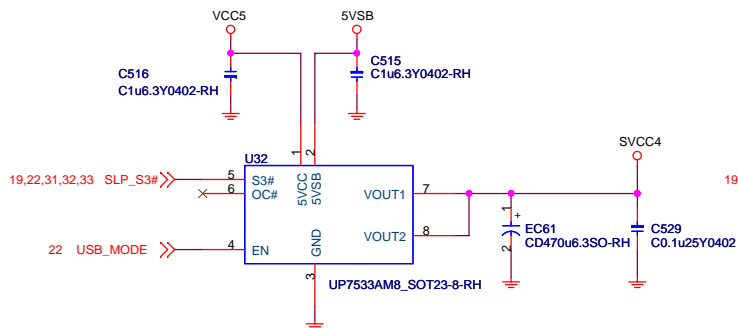 VCC5 5VSB
C516
C1u6.3Y0402-RH
C515
C1u6.3Y0402-RH
SVCC4
U32
1 2
19,22,31,32,33 SLP_S3# 5 S3#
6 OC#
5VCC 5VSB
VOUT1 7
19
VOUT2 8
22 USB_MODE 4 EN
GND
3
1 +
2
EC61
CD470u6.3SO-RH
C529
C0.1u25Y0402
UP7533AM8_SOT23-8-RH